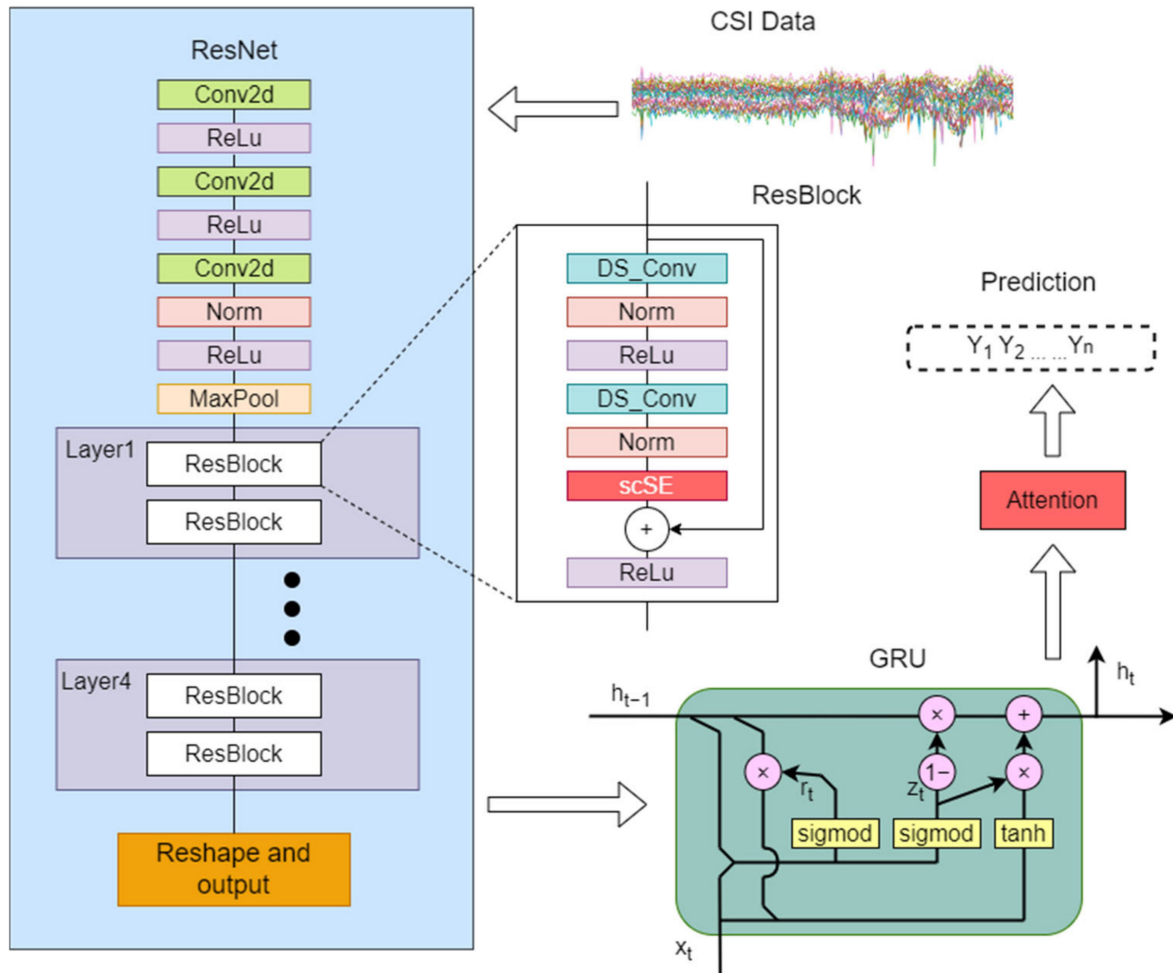 ResNet
Conv2d
ReLu
Conv2d
ReLu
Conv2d
Norm
ReLu
MaxPool
Layer1
ResBlock
ResBlock
Layer4
ResBlock
ResBlock
Reshape and
output
CSI Data
ResBlock
DS_Conv
Norm
ReLu
DS_Conv
Norm
scSE
+
ReLu
Prediction
Y₁ Y₂ ... ... Yn
Attention
GRU
hₜ₋₁
hₜ
× +
× 1− ×
rₜ zₜ
sigmod sigmod tanh
xₜ